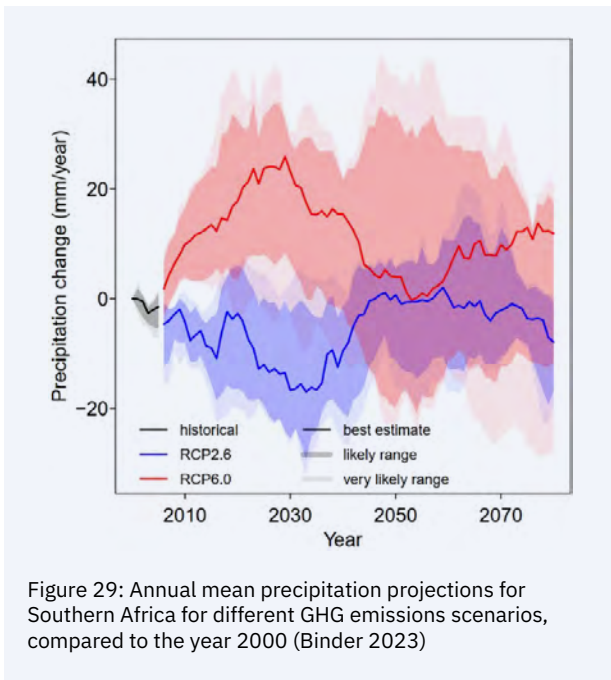 40
20
0
−20
Precipitation change (mm/year)
historical
RCP2.6
RCP6.0
best estimate
likely range
very likely range
2010 2030 2050 2070
Year
Figure 29: Annual mean precipitation projections for
Southern Africa for different GHG emissions scenarios,
compared to the year 2000 (Binder 2023)